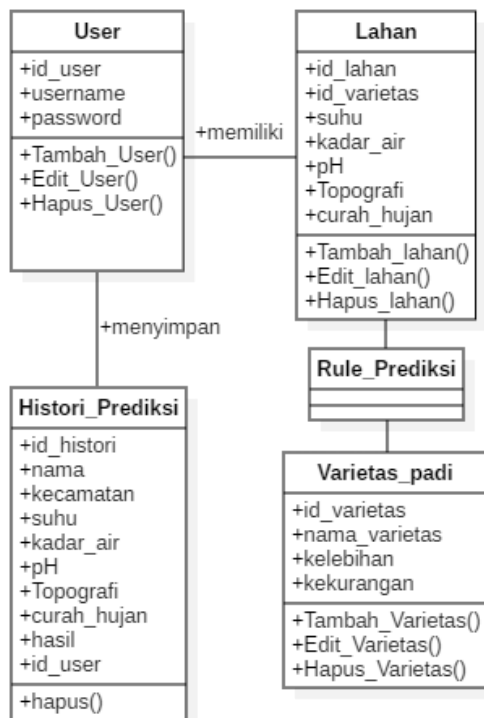 User
+id_user
+username
+password
+Tambah_User()
+Edit_User()
+Hapus_User()
+memiliki
Lahan
+id_lahan
+id_varietas
+suhu
+kadar_air
+pH
+Topografi
+curah_hujan
+Tambah_lahan()
+Edit_lahan()
+Hapus_lahan()
+menyimpan
Rule_Prediksi
Histori_Prediksi
+id_histori
+nama
+kecamatan
+suhu
+kadar_air
+pH
+Topografi
+curah_hujan
+hasil
+id_user
+hapus()
Varietas_padi
+id_varietas
+nama_varietas
+kelebihan
+kekurangan
+Tambah_Varietas()
+Edit_Varietas()
+Hapus_Varietas()